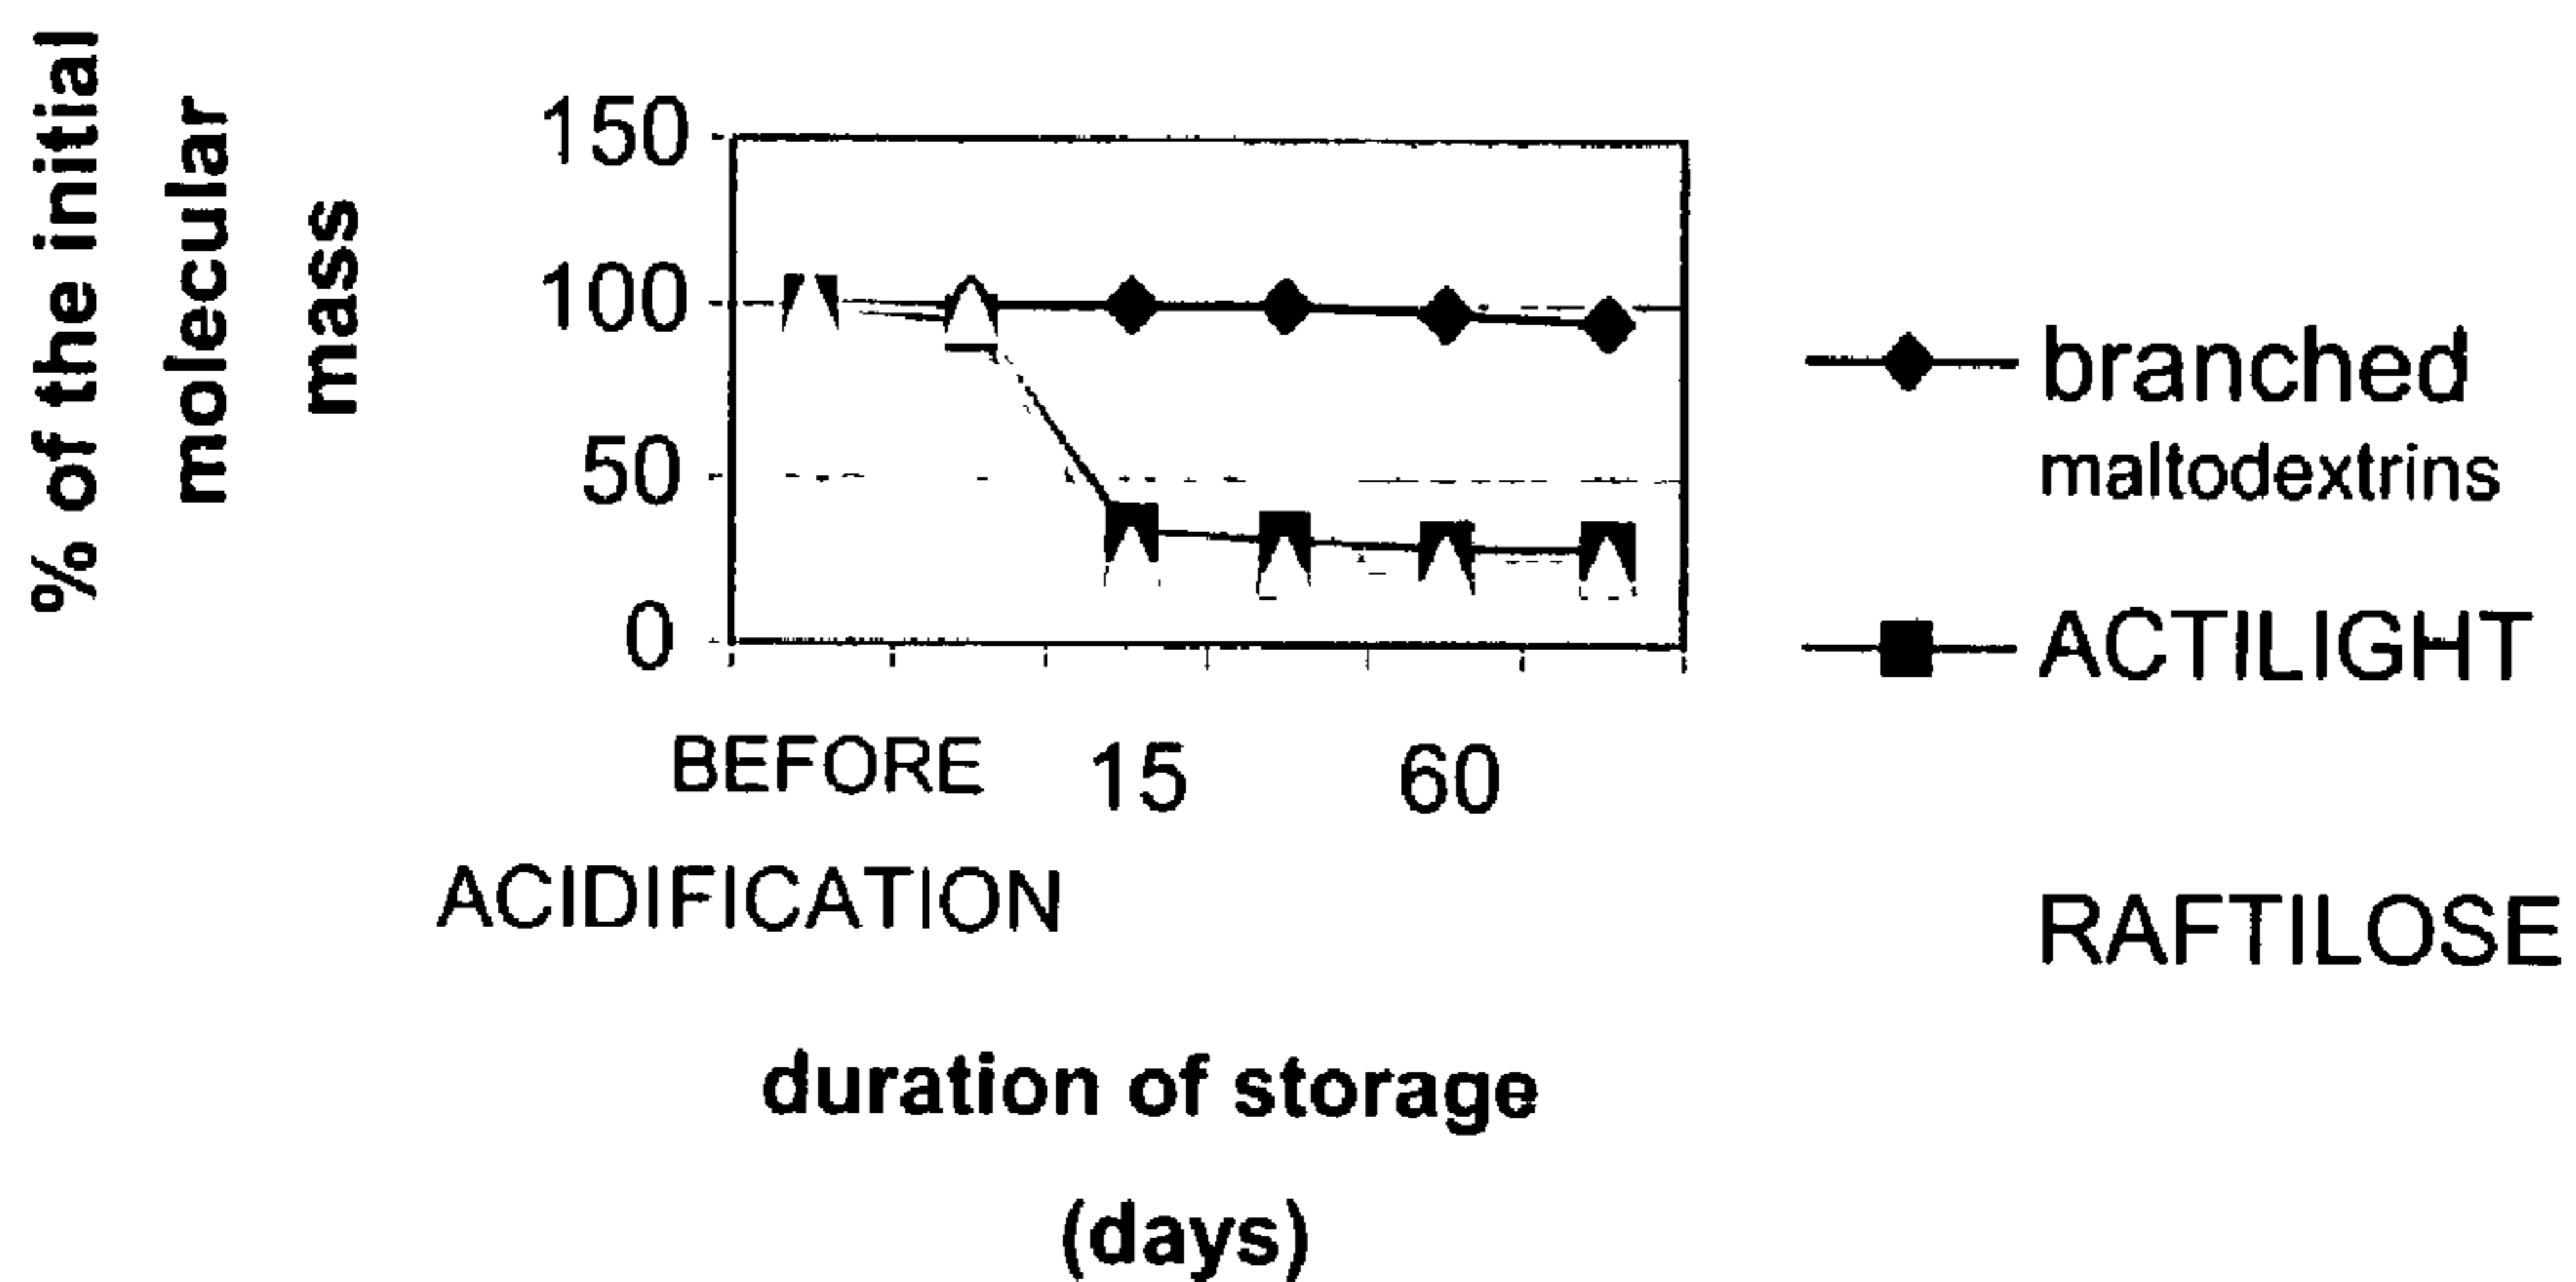 % of the initial
molecular
mass
150
100
50
0
BEFORE 15 60
ACIDIFICATION
duration of storage
(days)
branched
maltodextrins
ACTILIGHT
RAFTILOSE